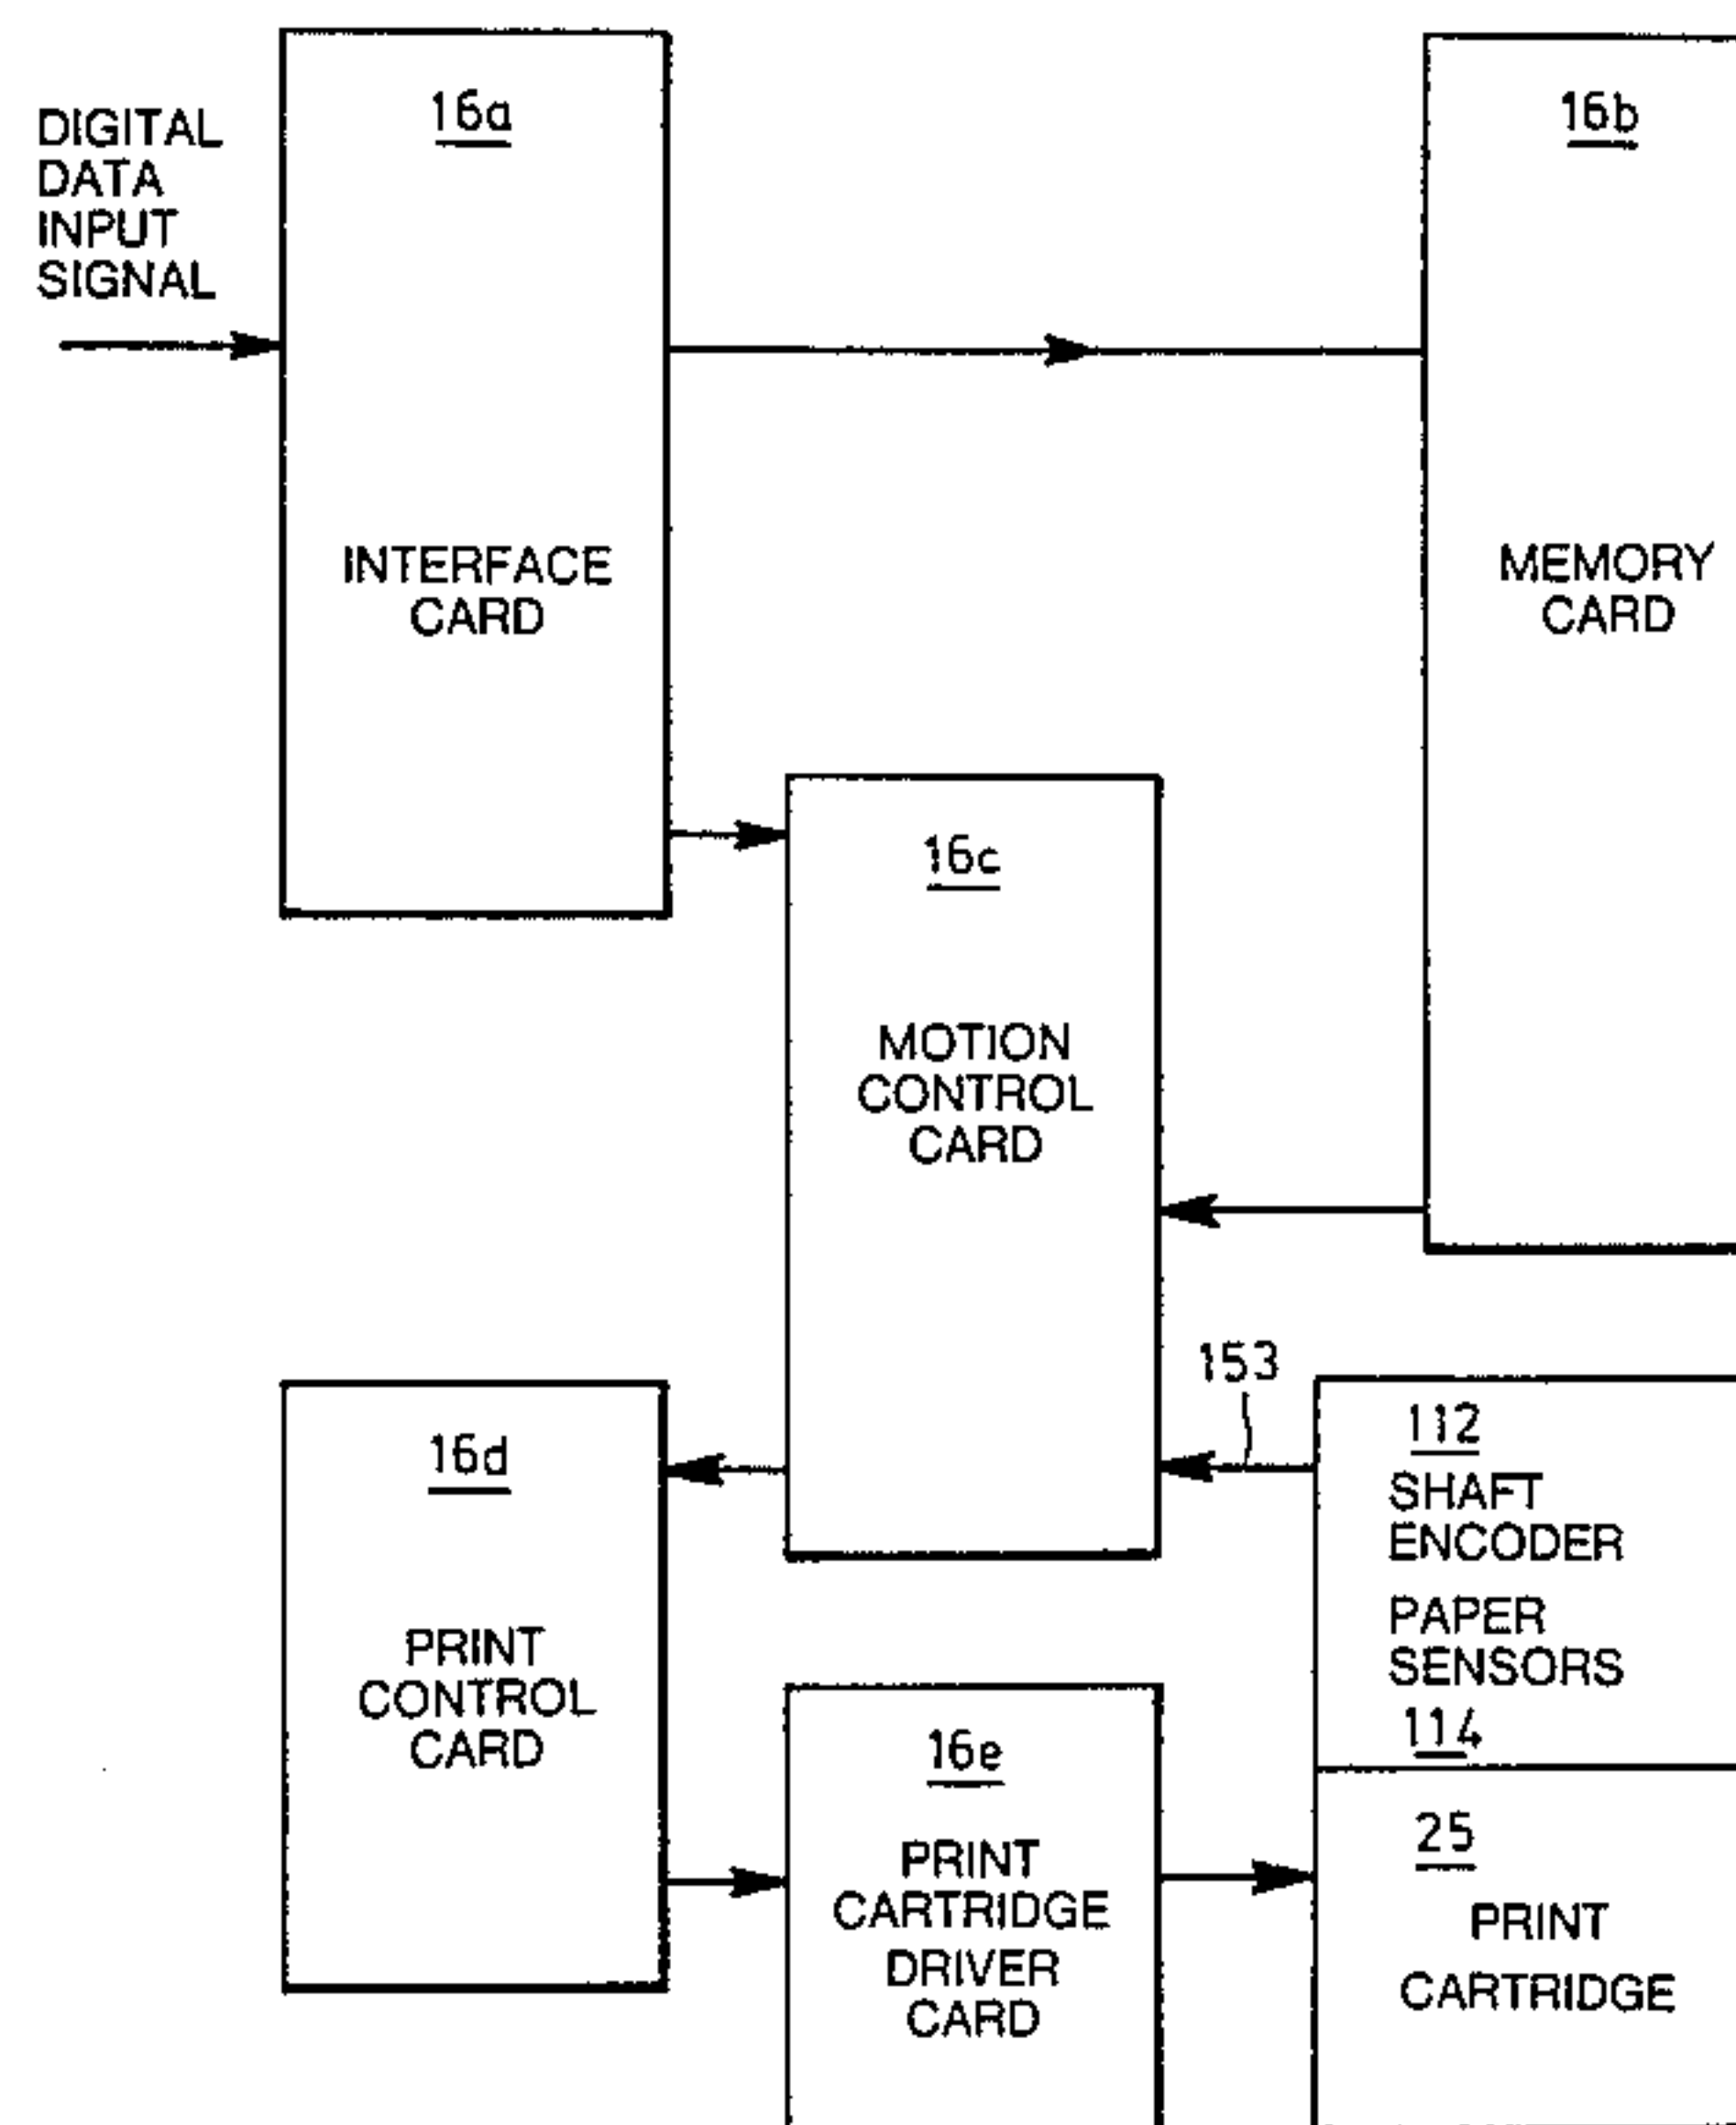 DIGITAL
DATA
INPUT
SIGNAL
16a
INTERFACE
CARD
16b
MEMORY
CARD
16c
MOTION
CONTROL
CARD
153
16d
PRINT
CONTROL
CARD
112
SHAFT
ENCODER
PAPER
SENSORS
114
16e
PRINT
CARTRIDGE
DRIVER
CARD
25
PRINT
CARTRIDGE